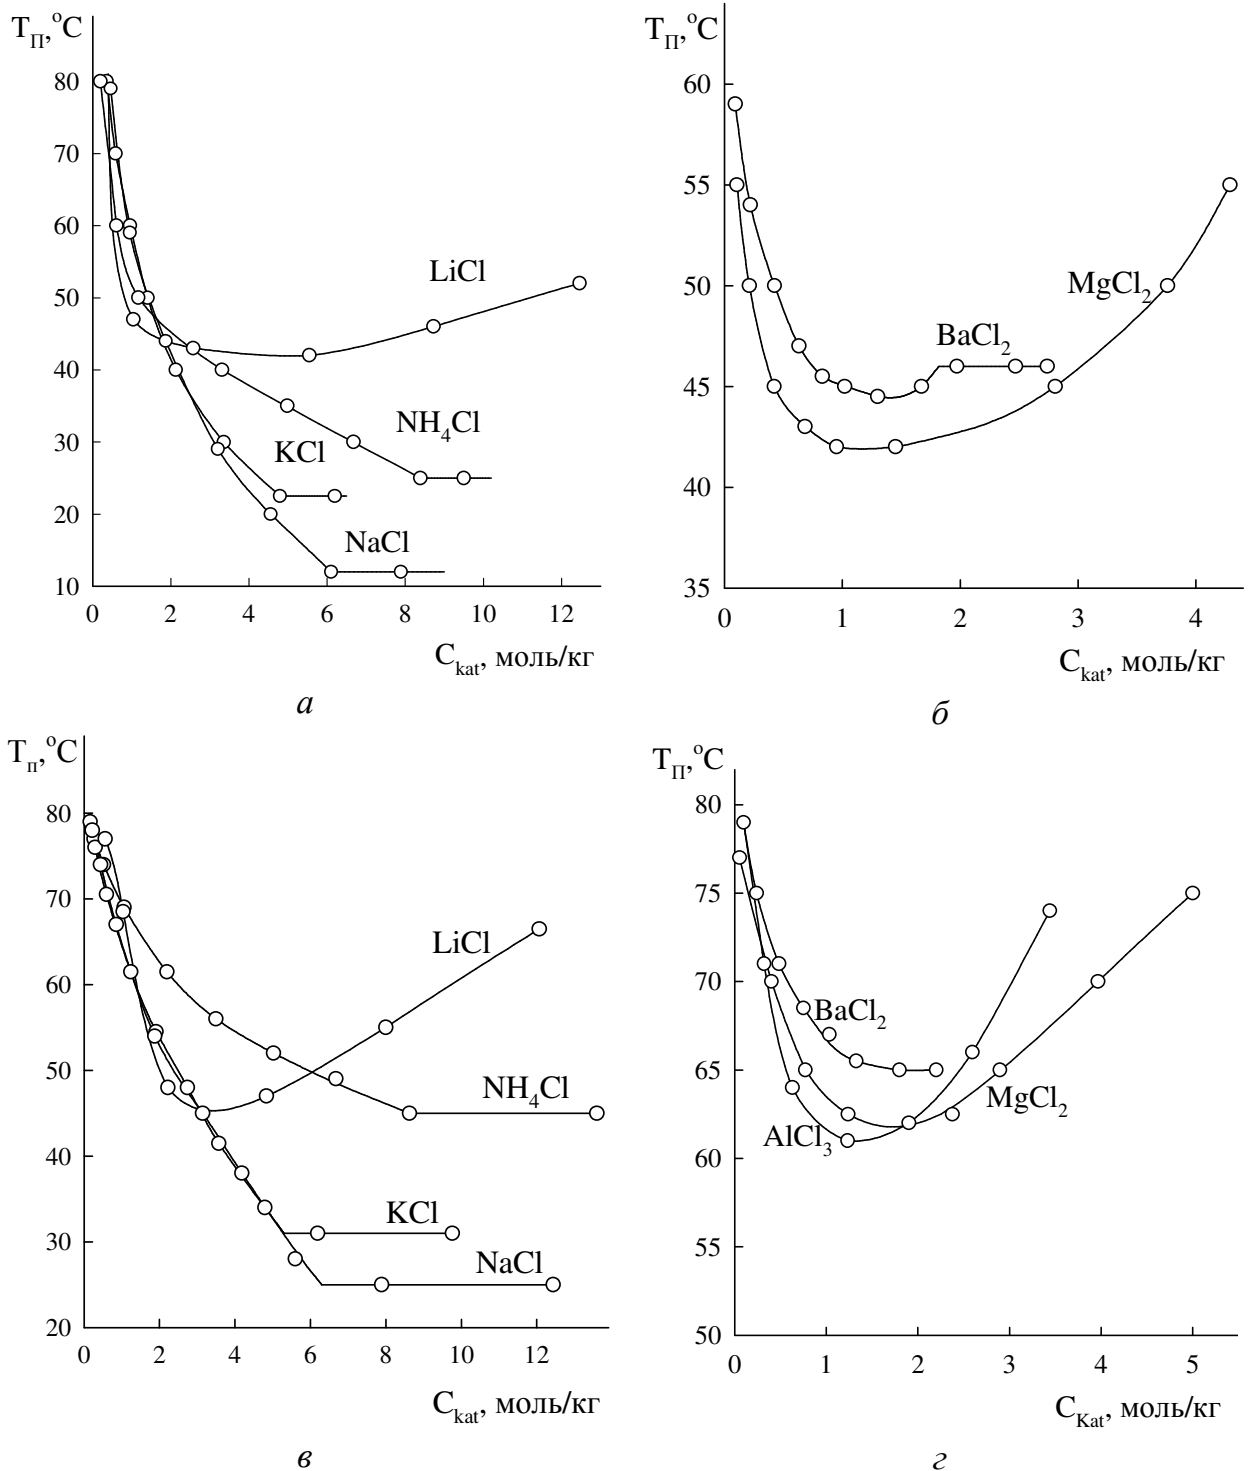 T_П, °C
80
70
60
50
40
30
20
10
0 2 4 6 8 10 12
LiCl
NH₄Cl
KCl
NaCl
C_kat, моль/кг
а
T_П, °C
60
55
50
45
40
35
0 1 2 3 4
MgCl₂
BaCl₂
C_kat, моль/кг
б
T_п, °C
80
70
60
50
40
30
20
0 2 4 6 8 10 12
LiCl
NH₄Cl
KCl
NaCl
C_kat, моль/кг
в
T_П, °C
80
75
70
65
60
55
50
0 1 2 3 4 5
BaCl₂
MgCl₂
AlCl₃
C_Kat, моль/кг
г